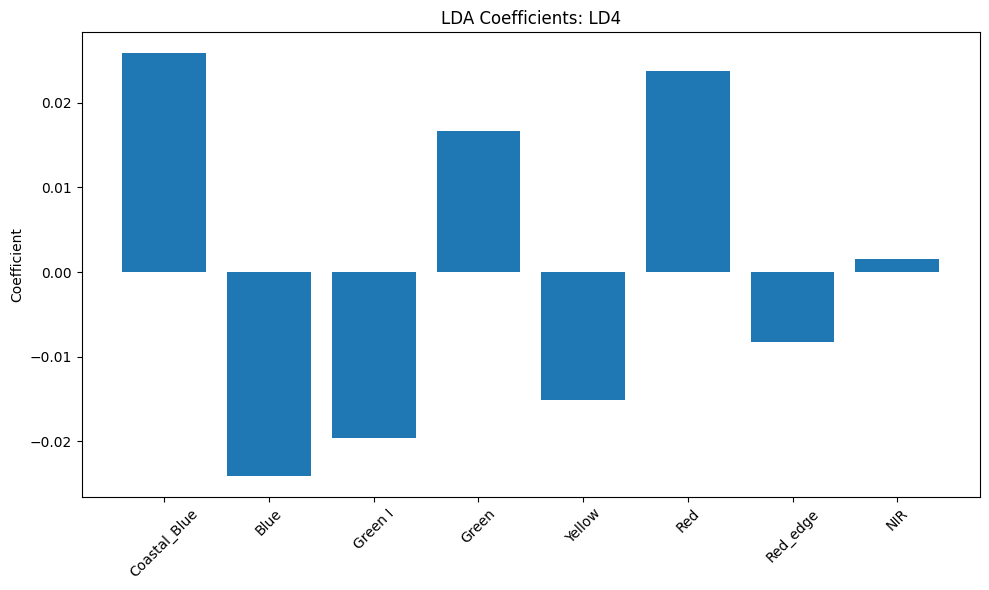 LDA Coefficients: LD4
Coefficient
0.02
0.01
0.00
−0.01
−0.02
Coastal_Blue
Blue
Green I
Green
Yellow
Red
Red_edge
NIR